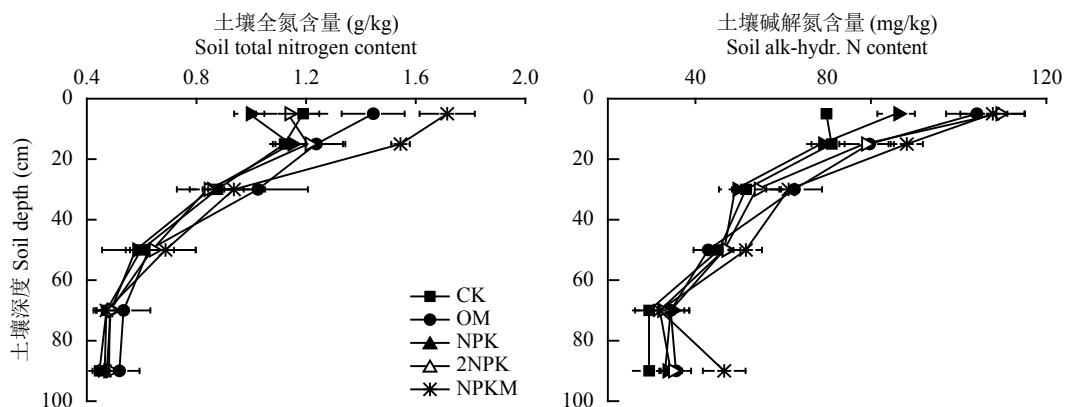 土壤全氮含量 (g/kg)
Soil total nitrogen content
0.4 0.8 1.2 1.6 2.0
0
20
40
60
80
100
土壤深度 Soil depth (cm)
CK
OM
NPK
2NPK
NPKM
土壤碱解氮含量 (mg/kg)
Soil alk-hydr. N content
40 80 120
0
20
40
60
80
100